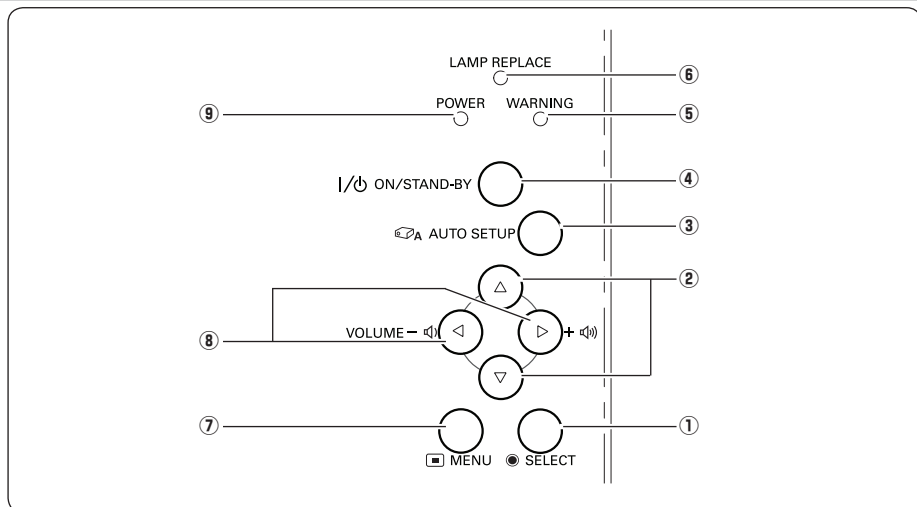 LAMP REPLACE
⑥
⑨
POWER
WARNING
⑤
I/⏻ ON/STAND-BY
④
A AUTO SETUP
③
②
⑧
VOLUME −
+
⑦
①
MENU
SELECT